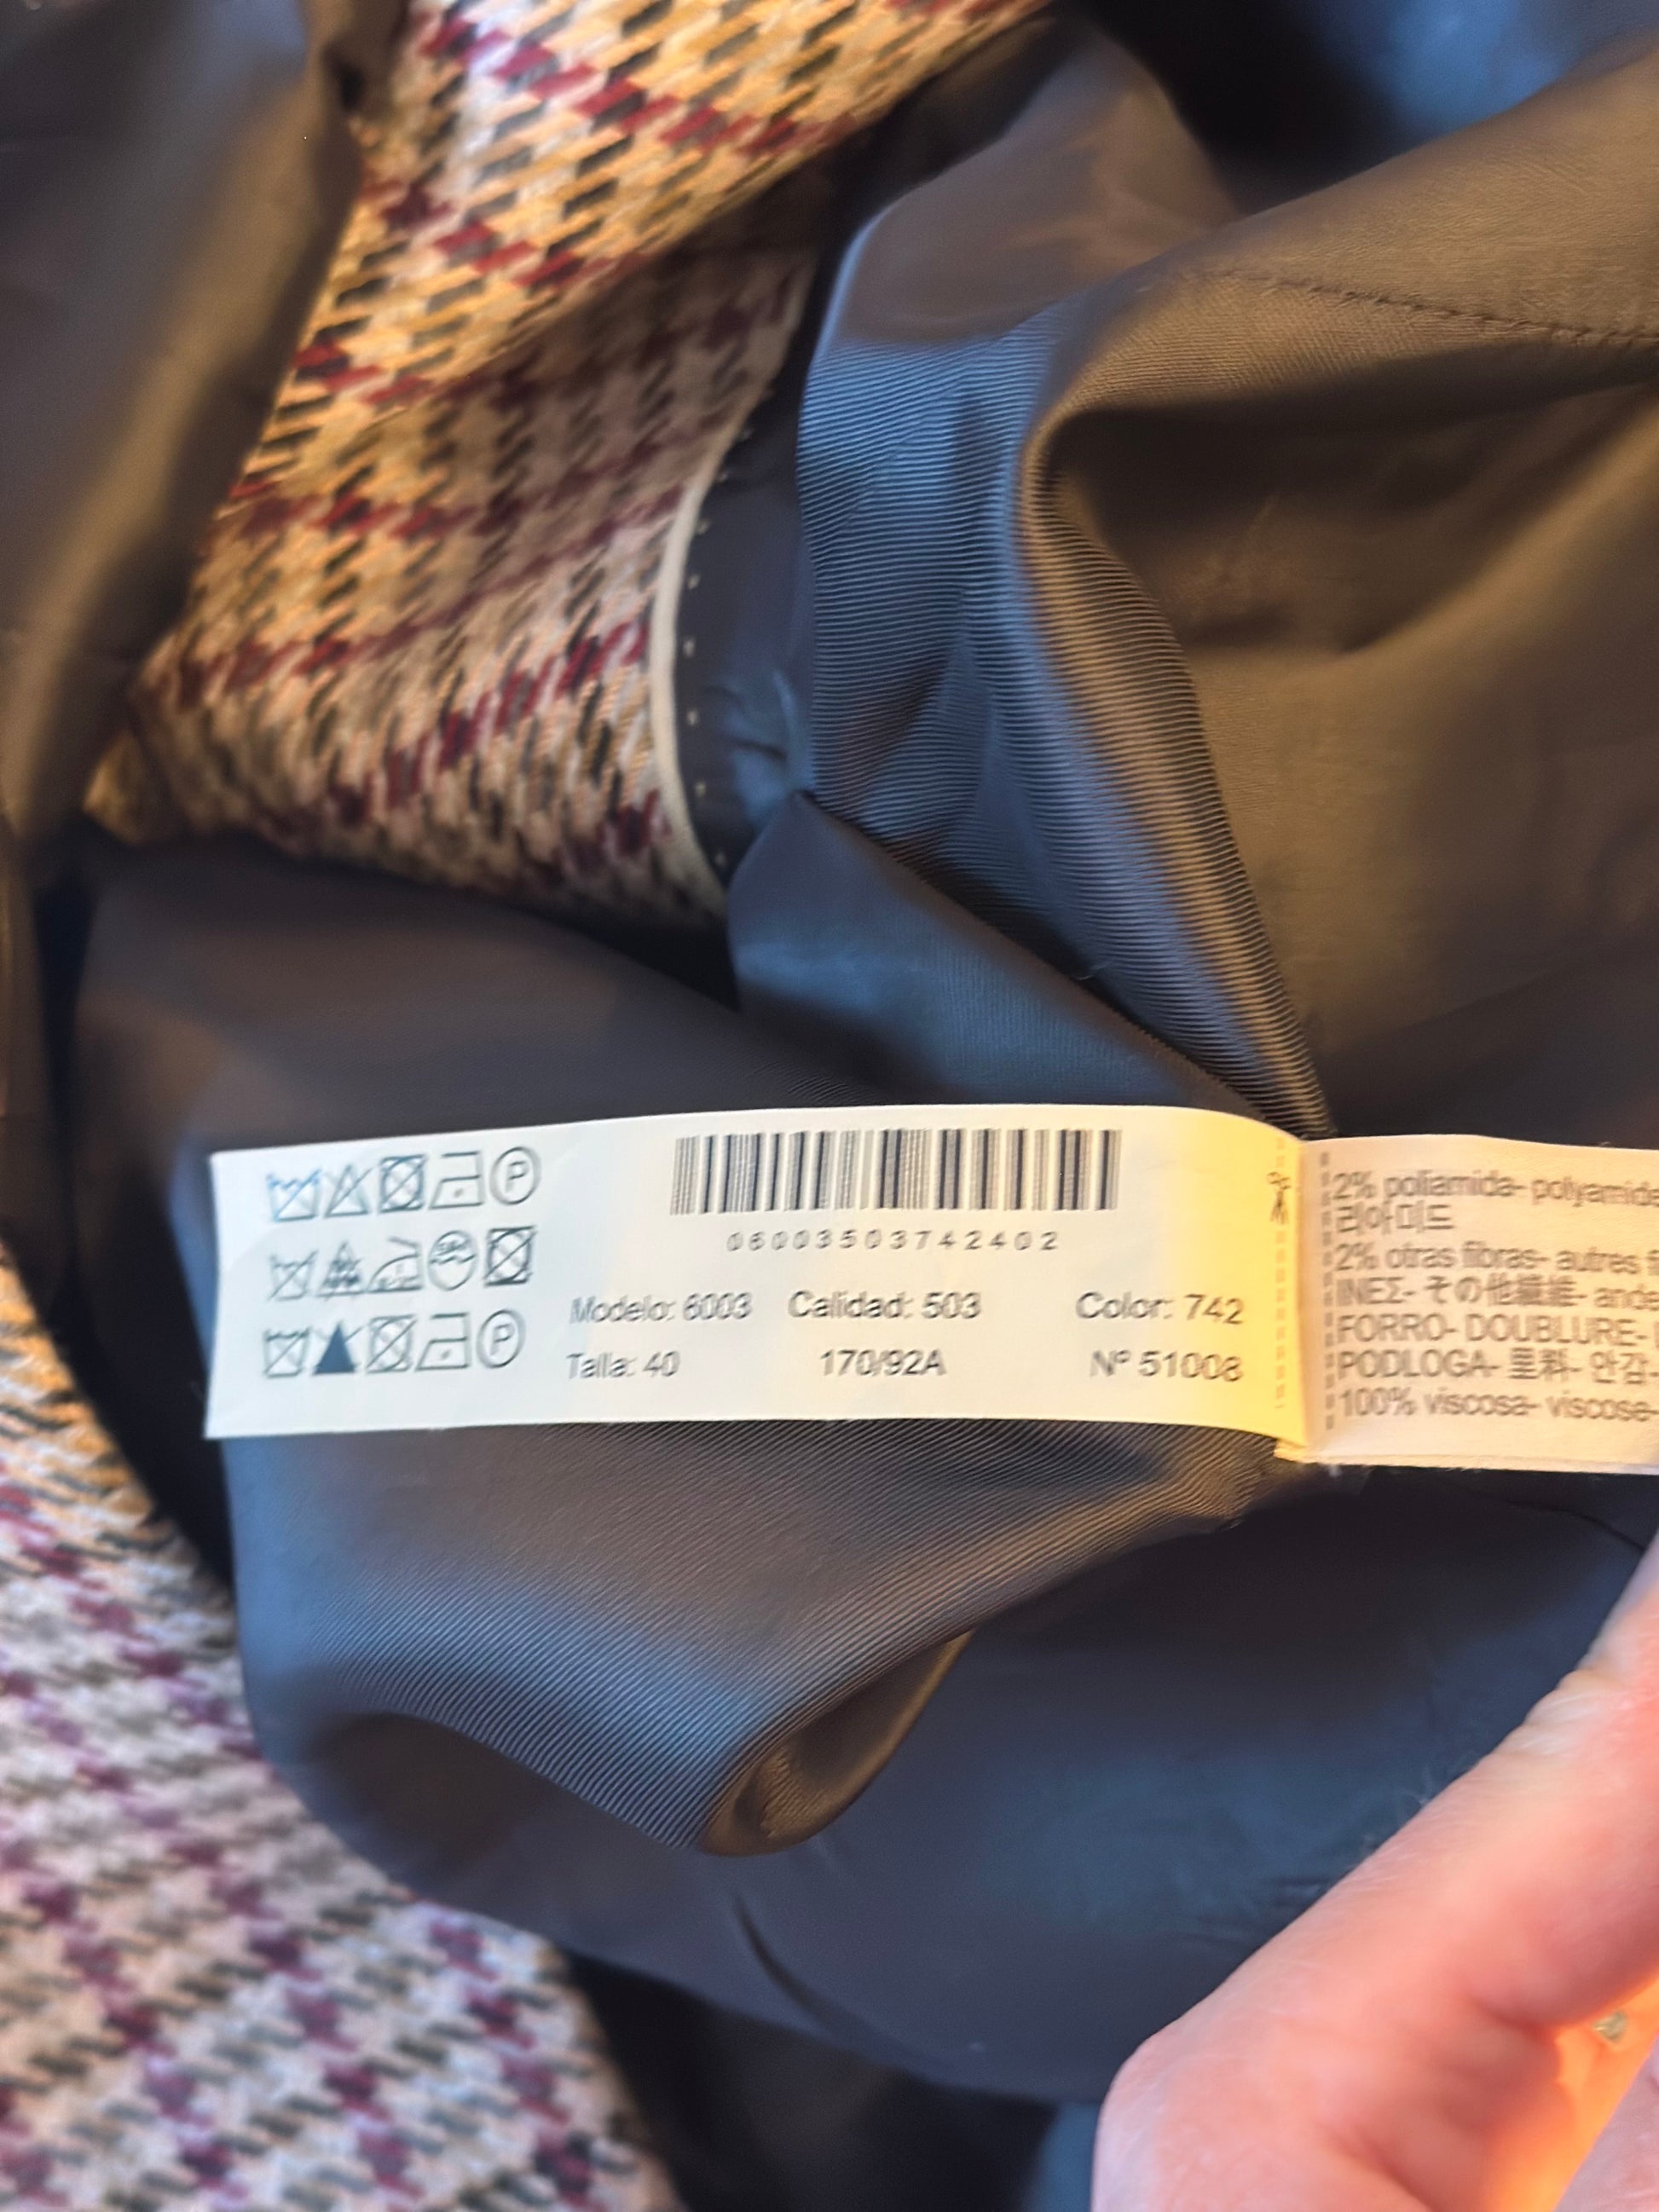 06003503742402
Modelo: 6003 Calidad: 503 Color: 742
Talla: 40 170/92A Nº 51008
2% poliamida- polyamide
리아미드
2% otras fibras- autres fi
ΙΝΕΣ- その他繊維- ande
FORRO- DOUBLURE-
PODLOGA- 里料- 안감-
100% viscosa- viscose-